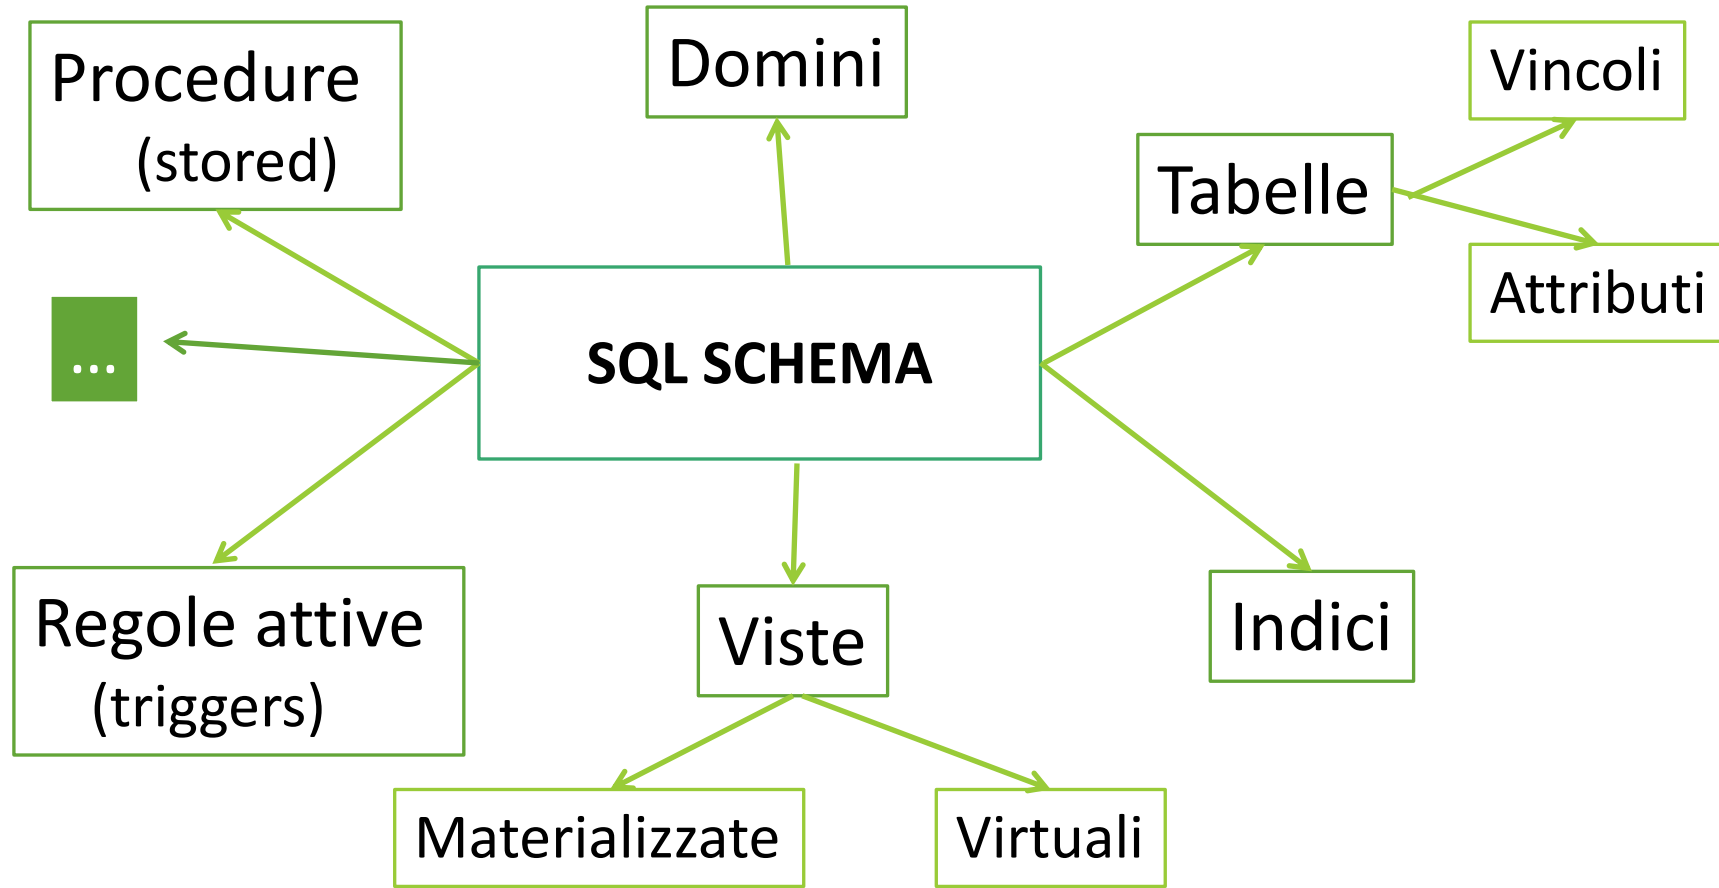 Procedure
(stored)
Domini
Vincoli
Tabelle
Attributi
...
SQL SCHEMA
Regole attive
(triggers)
Viste
Indici
Materializzate
Virtuali